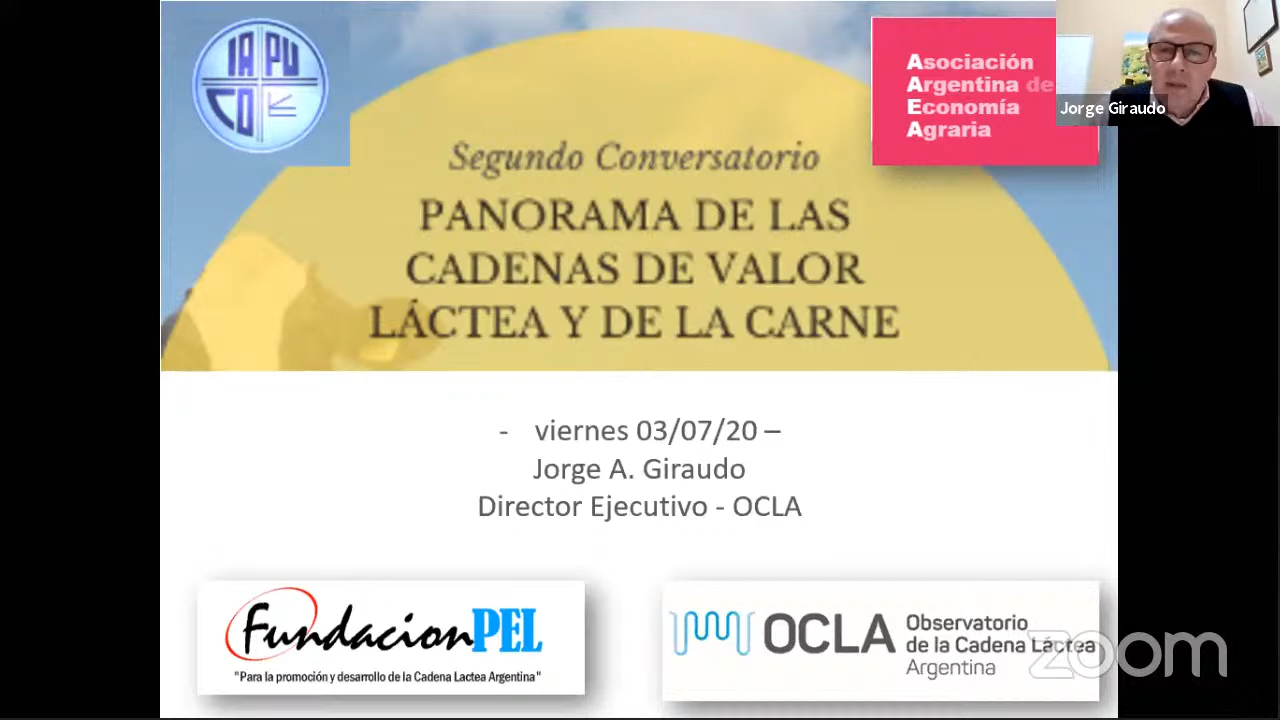 IAPU
CO
Asociación
Argentina de
Economía
Agraria
Jorge Giraudo
Segundo Conversatorio
PANORAMA DE LAS
CADENAS DE VALOR
LÁCTEA Y DE LA CARNE
- viernes 03/07/20 –
Jorge A. Giraudo
Director Ejecutivo - OCLA
FundacionPEL
"Para la promoción y desarrollo de la Cadena Lactea Argentina"
OCLA
Observatorio
de la Cadena Láctea
Argentina
zoom